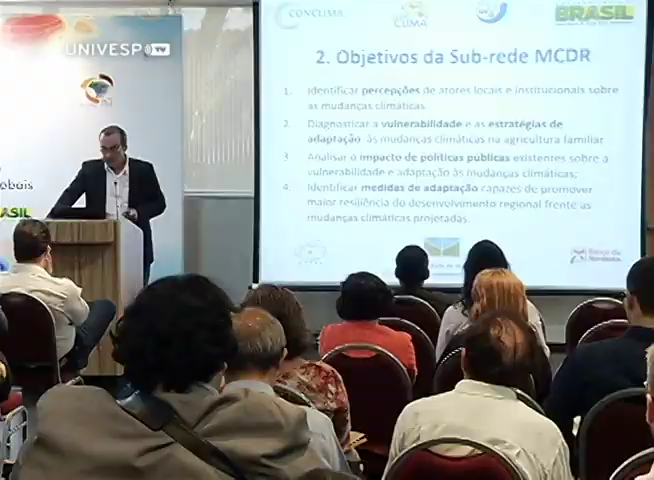 UNIVESP TV
CONCLIMA
CLIMA
BRASIL
2. Objetivos da Sub-rede MCDR
1. Identificar percepções de atores locais e institucionais sobre
as mudanças climáticas
2. Diagnosticar a vulnerabilidade e as estratégias de
adaptação às mudanças climáticas na agricultura familiar
3. Analisar o impacto de políticas públicas existentes sobre a
vulnerabilidade e adaptação às mudanças climáticas;
4. Identificar medidas de adaptação capazes de promover
maior resiliência do desenvolvimento regional frente as
mudanças climáticas projetadas.
obais
ASIL
Banco do
Nordeste